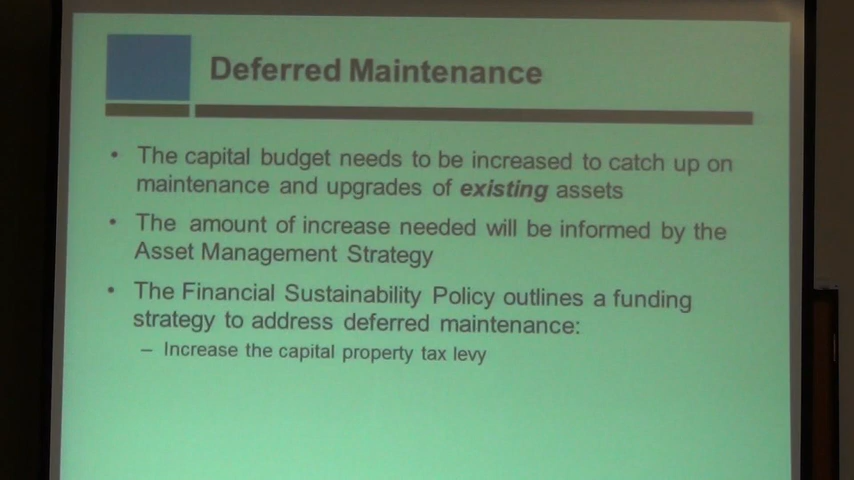 Deferred Maintenance
• The capital budget needs to be increased to catch up on
maintenance and upgrades of existing assets
• The amount of increase needed will be informed by the
Asset Management Strategy
• The Financial Sustainability Policy outlines a funding
strategy to address deferred maintenance:
– Increase the capital property tax levy